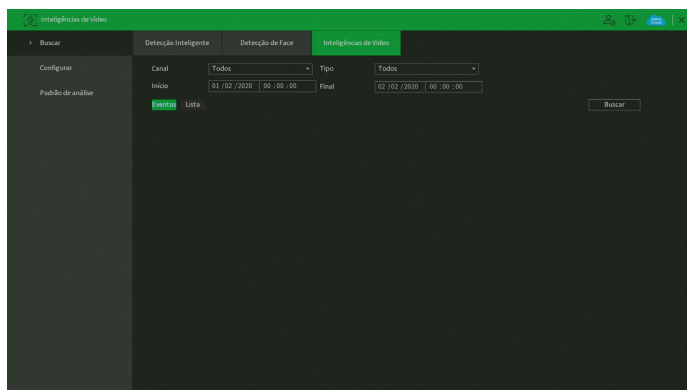 Inteligências de Vídeo
> Buscar
Detecção Inteligente Detecção de Face Inteligências de Vídeo
Configurar
Padrão de análise
Canal Todos Tipo Todos
Início 01 /02 /2020 00 :00 :00 Final 02 /02 /2020 00 :00 :00
Eventos Lista Buscar